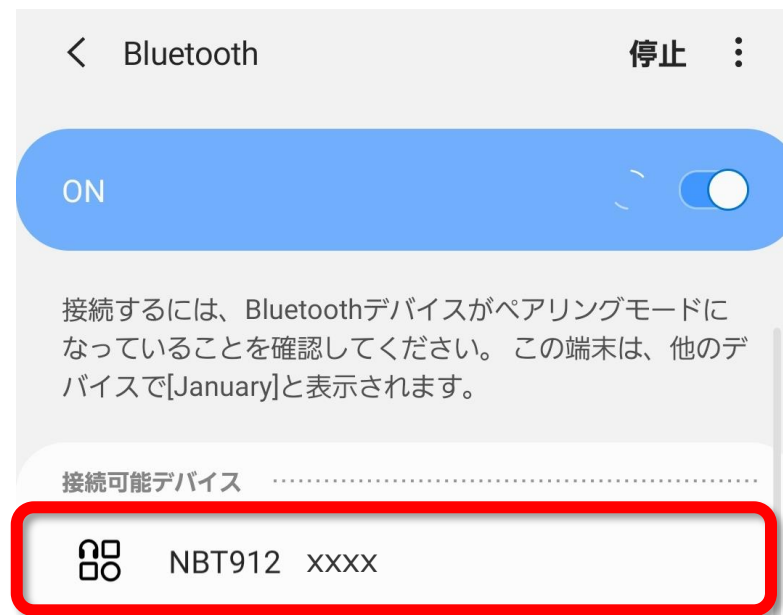 Bluetooth 停止
ON
接続するには、Bluetoothデバイスがペアリングモードに
なっていることを確認してください。 この端末は、他のデ
バイスで[January]と表示されます。
接続可能デバイス
NBT912 xxxx